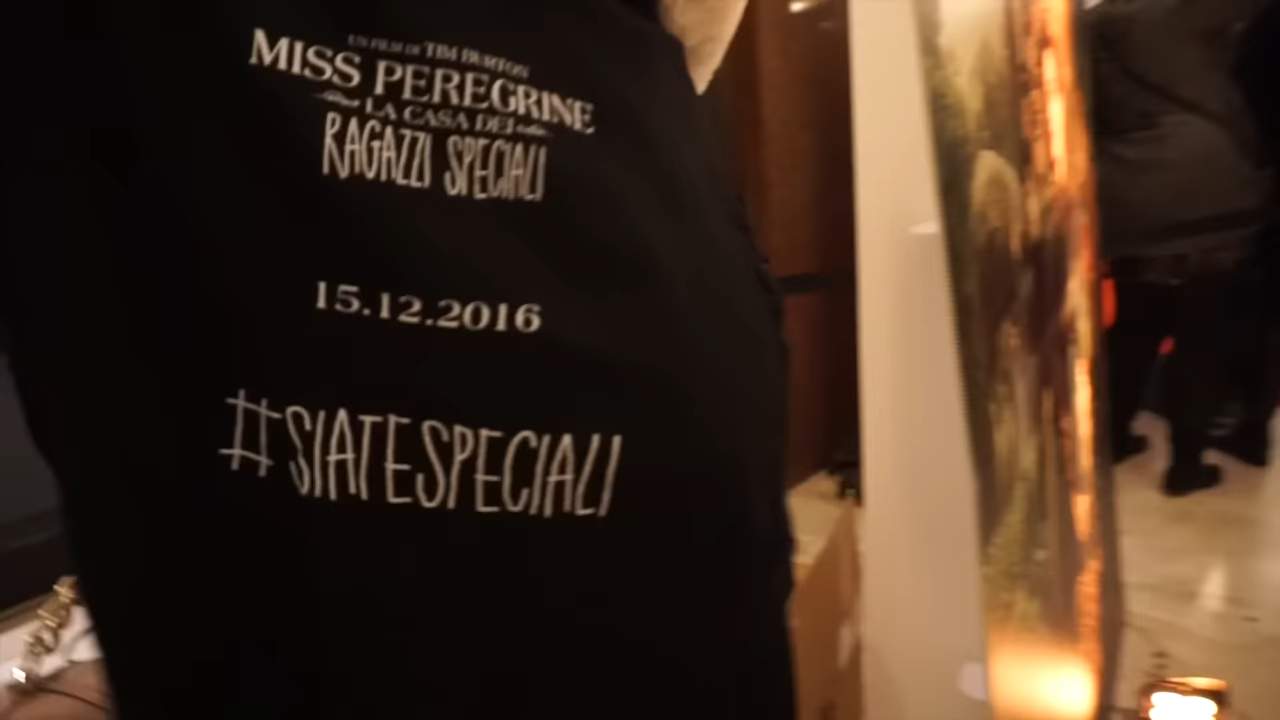 UN FILM DI TIM BURTON
MISS PEREGRINE
LA CASA DEI
RAGAZZI SPECIALI
15.12.2016
#SIATESPECIALI